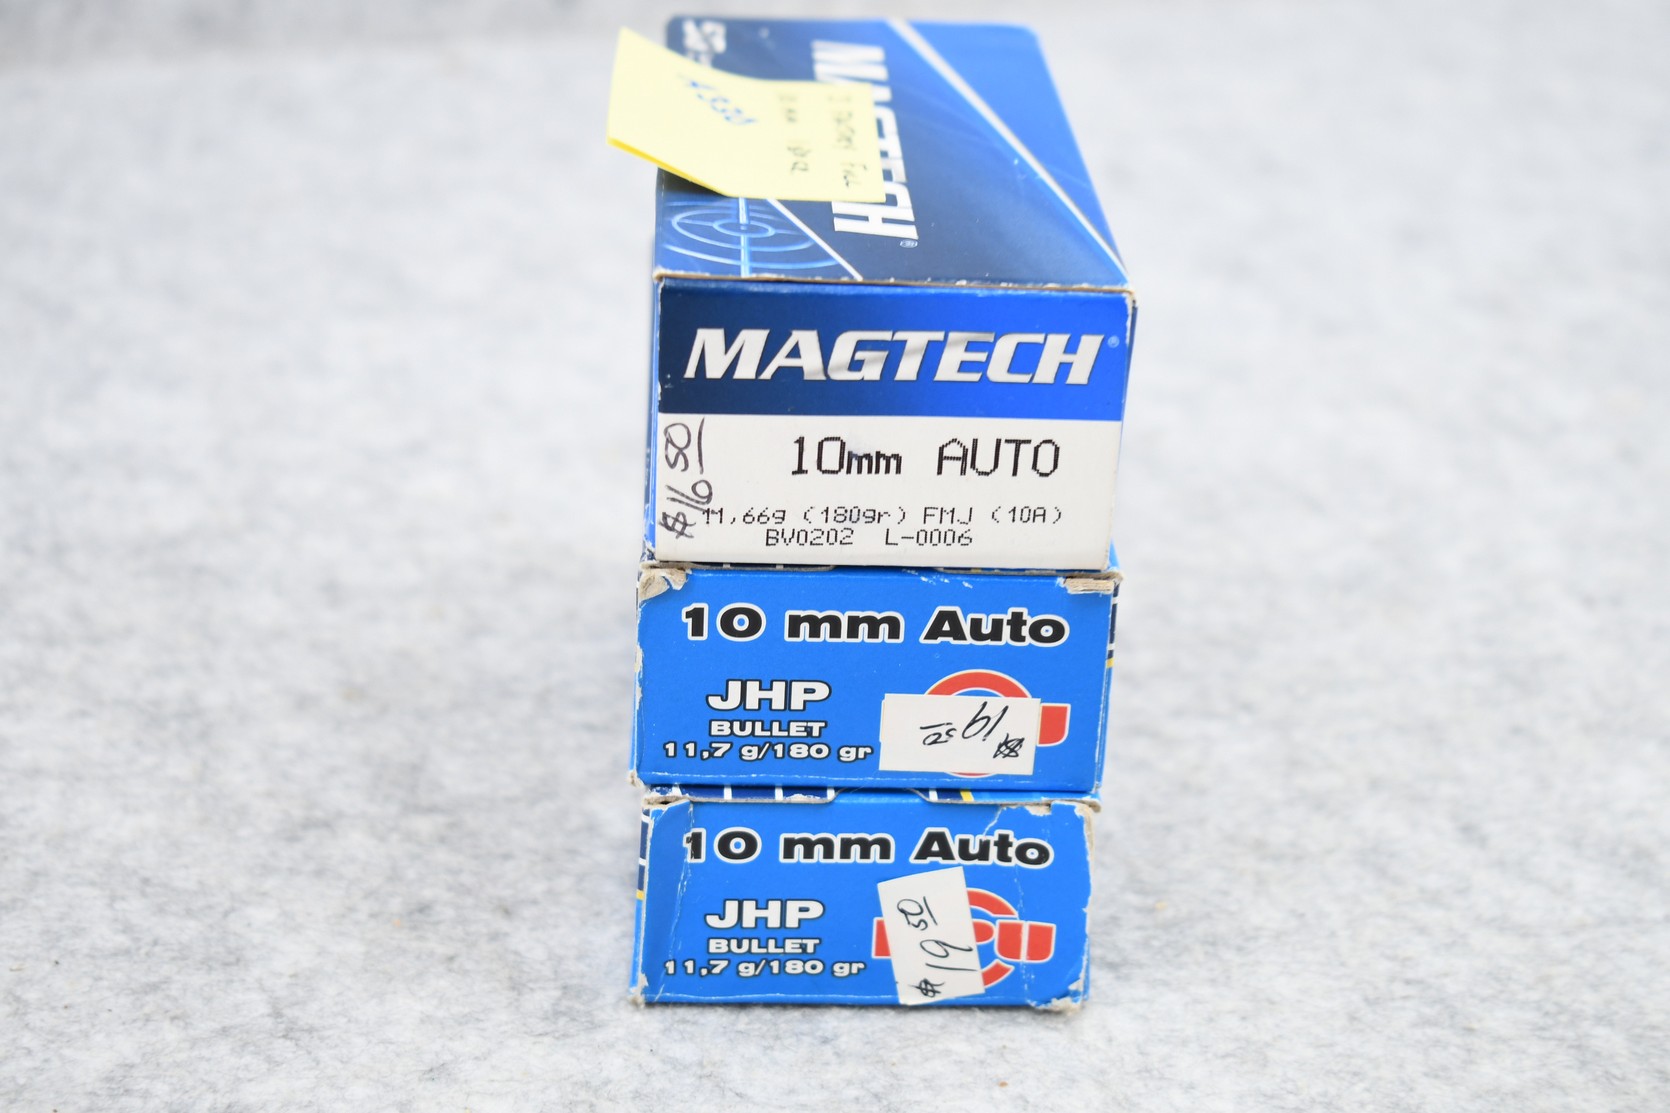 MAGTECH®
MAGTECH®
10mm AUTO
$16 50
11,66g (180gr) FMJ (10A)
BV0202 L-0006
10 mm Auto
JHP
BULLET
11,7 g/180 gr
$19 50
10 mm Auto
JHP
BULLET
11,7 g/180 gr
$19 50